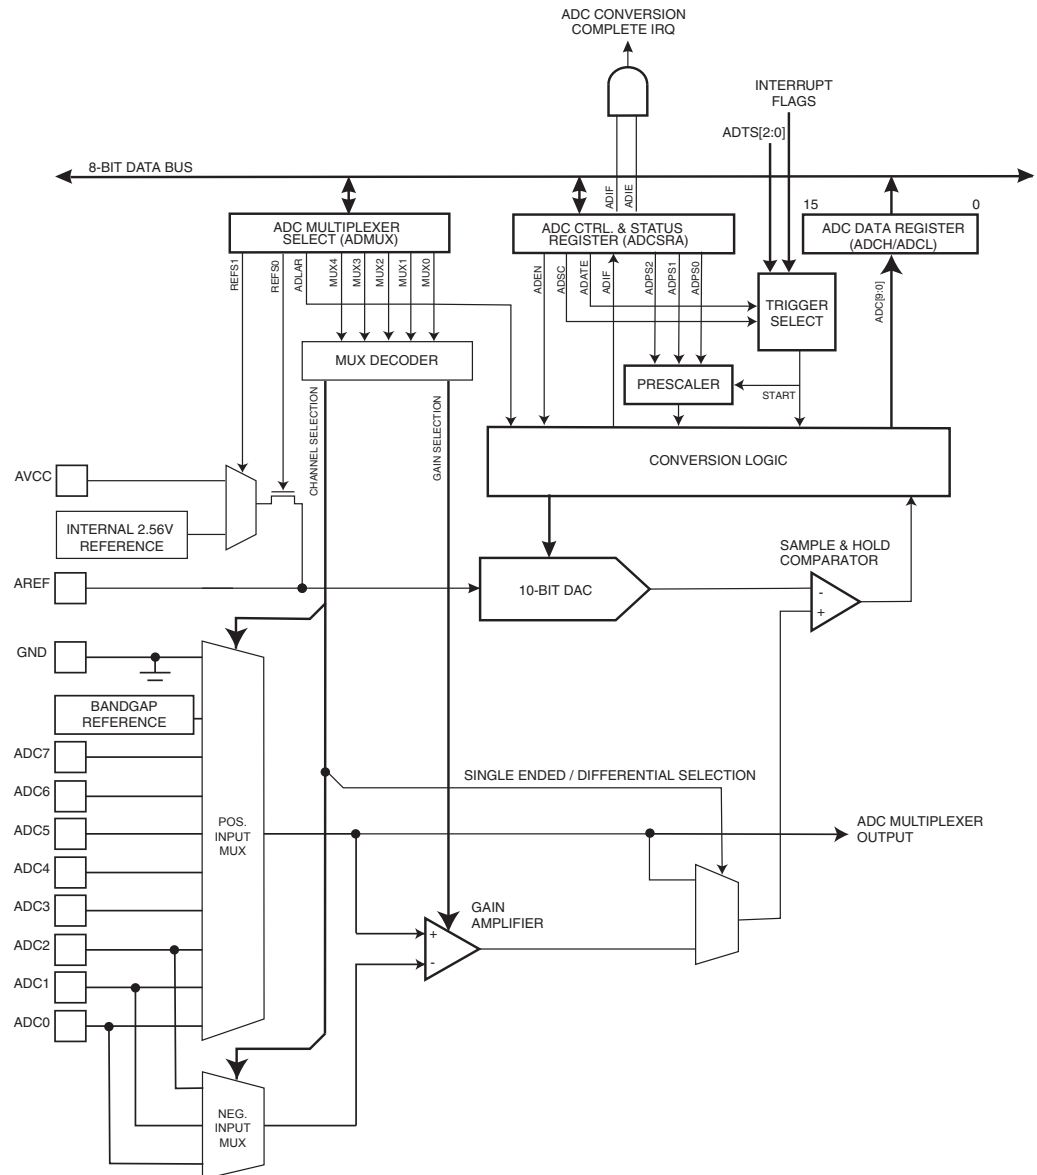 ADC CONVERSION
COMPLETE IRQ
INTERRUPT
FLAGS
ADTS[2:0]
8-BIT DATA BUS
ADIF
ADIE
15
0
ADC MULTIPLEXER
SELECT (ADMUX)
ADC CTRL. & STATUS
REGISTER (ADCSRA)
ADC DATA REGISTER
(ADCH/ADCL)
REFS1
REFS0
ADLAR
MUX4
MUX3
MUX2
MUX1
MUX0
ADEN
ADSC
ADATE
ADIF
ADPS2
ADPS1
ADPS0
ADC[9:0]
TRIGGER
SELECT
MUX DECODER
PRESCALER
START
CHANNEL SELECTION
GAIN SELECTION
CONVERSION LOGIC
AVCC
INTERNAL 2.56V
REFERENCE
SAMPLE & HOLD
COMPARATOR
AREF
10-BIT DAC
-
+
GND
BANDGAP
REFERENCE
ADC7
SINGLE ENDED / DIFFERENTIAL SELECTION
ADC6
ADC5
POS.
INPUT
MUX
ADC MULTIPLEXER
OUTPUT
ADC4
ADC3
GAIN
AMPLIFIER
+
-
ADC2
ADC1
ADC0
NEG.
INPUT
MUX